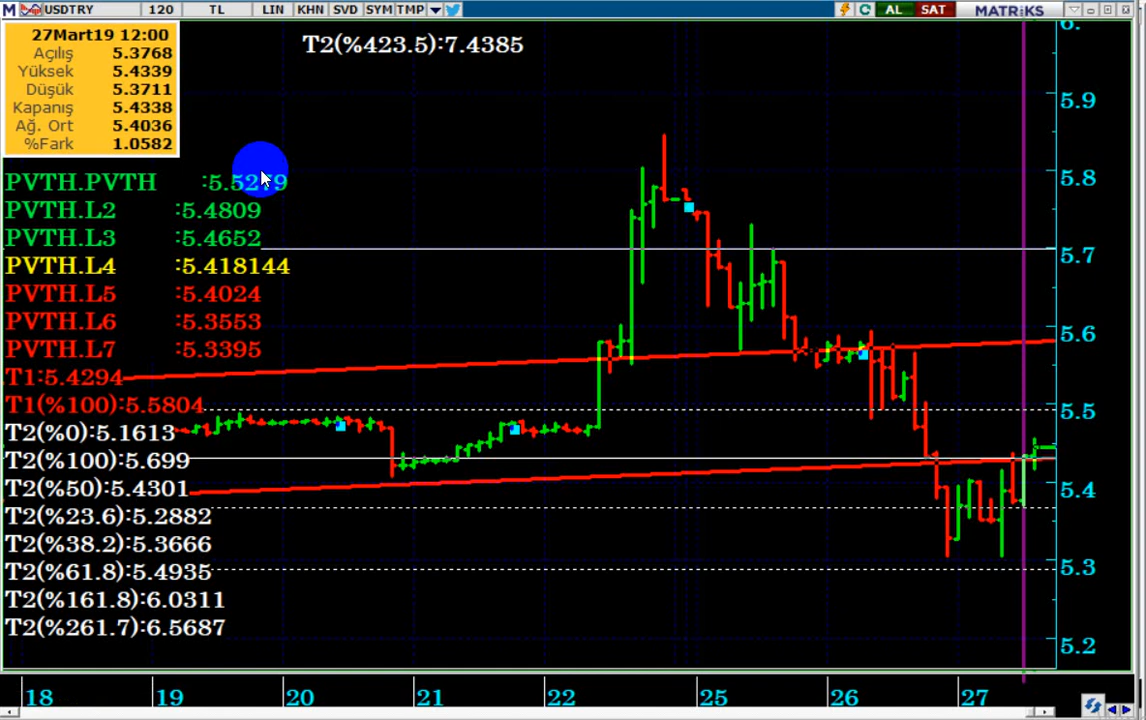 USDTRY 120 TL LIN KHN SVD SYM TMP AL SAT MATRiKS
27Mart19 12:00
Açılış 5.3768
Yüksek 5.4339
Düşük 5.3711
Kapanış 5.4338
Ağ. Ort 5.4036
%Fark 1.0582
T2(%423.5):7.4385
PVTH.PVTH :5.5279
PVTH.L2 :5.4809
PVTH.L3 :5.4652
PVTH.L4 :5.418144
PVTH.L5 :5.4024
PVTH.L6 :5.3553
PVTH.L7 :5.3395
T1:5.4294
T1(%100):5.5804
T2(%0):5.1613
T2(%100):5.699
T2(%50):5.4301
T2(%23.6):5.2882
T2(%38.2):5.3666
T2(%61.8):5.4935
T2(%161.8):6.0311
T2(%261.7):6.5687
6.
5.9
5.8
5.7
5.6
5.5
5.4
5.3
5.2
18 19 20 21 22 25 26 27